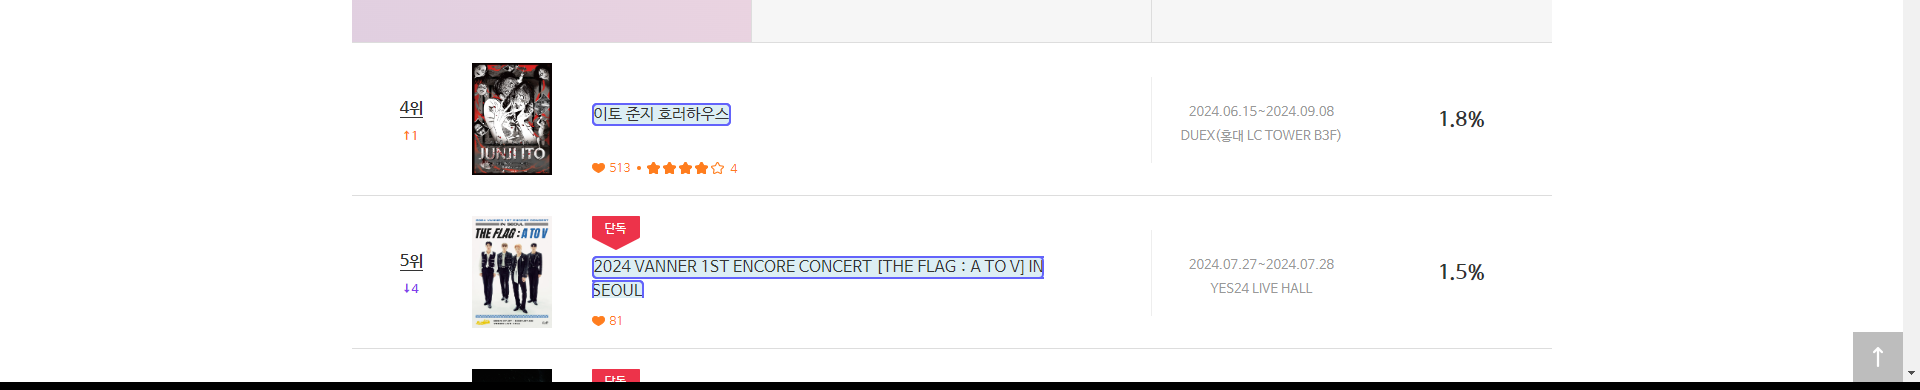 4위
↑1
JUNJI ITO
이토 준지 호러하우스
513 • 4
2024.06.15~2024.09.08
DUEX(홍대 LC TOWER B3F)
1.8%
5위
↓4
IN SEOUL
THE FLAG : A TO V
단독
2024 VANNER 1ST ENCORE CONCERT [THE FLAG : A TO V] IN
SEOUL
81
2024.07.27~2024.07.28
YES24 LIVE HALL
1.5%
↑
단독